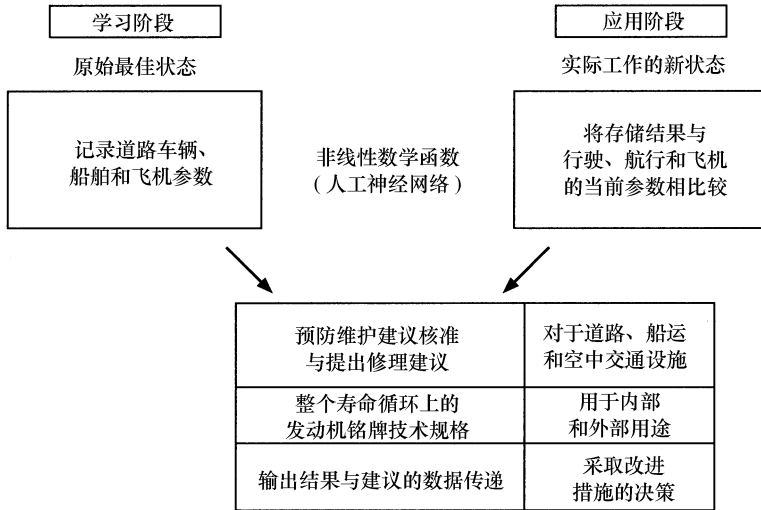 学习阶段
原始最佳状态
记录道路车辆、
船舶和飞机参数
非线性数学函数
(人工神经网络)
应用阶段
实际工作的新状态
将存储结果与
行驶、航行和飞机
的当前参数相比较
预防维护建议核准
与提出修理建议
对于道路、船运
和空中交通设施
整个寿命循环上的
发动机铭牌技术规格
用于内部
和外部用途
输出结果与建议的数据传递
采取改进
措施的决策